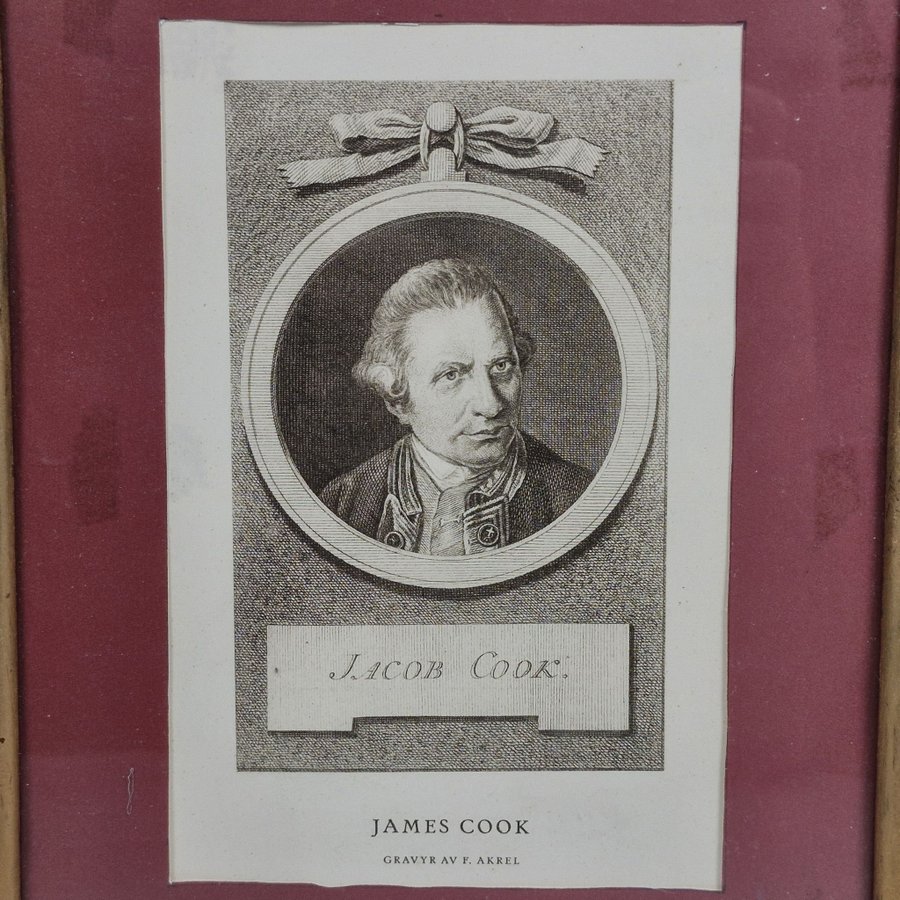 JACOB COOK.
JAMES COOK
GRAVYR AV F. AKREL